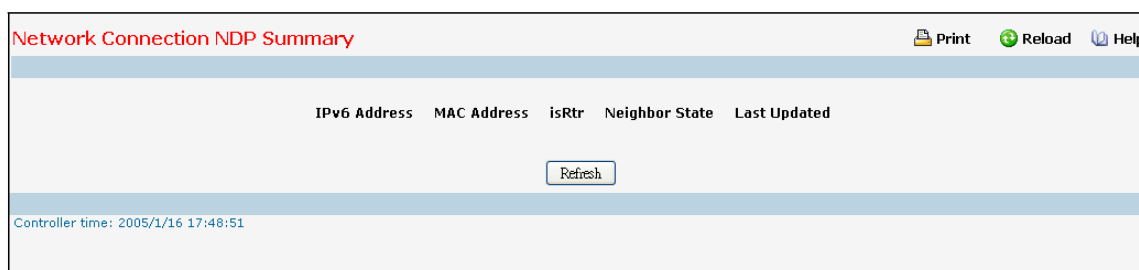 Network Connection NDP Summary
Print Reload Help
IPv6 Address MAC Address isRtr Neighbor State Last Updated
Refresh
Controller time: 2005/1/16 17:48:51